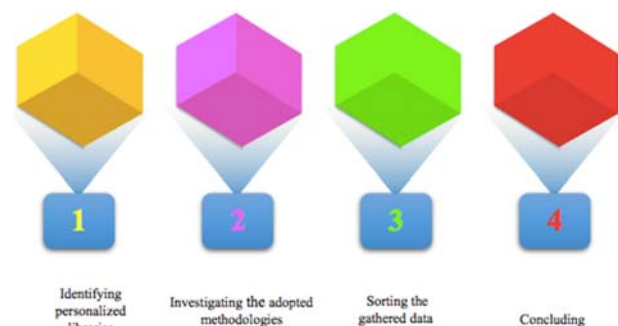 1
2
3
4
Identifying
personalized
Investigating the adopted
methodologies
Sorting the
gathered data
Concluding